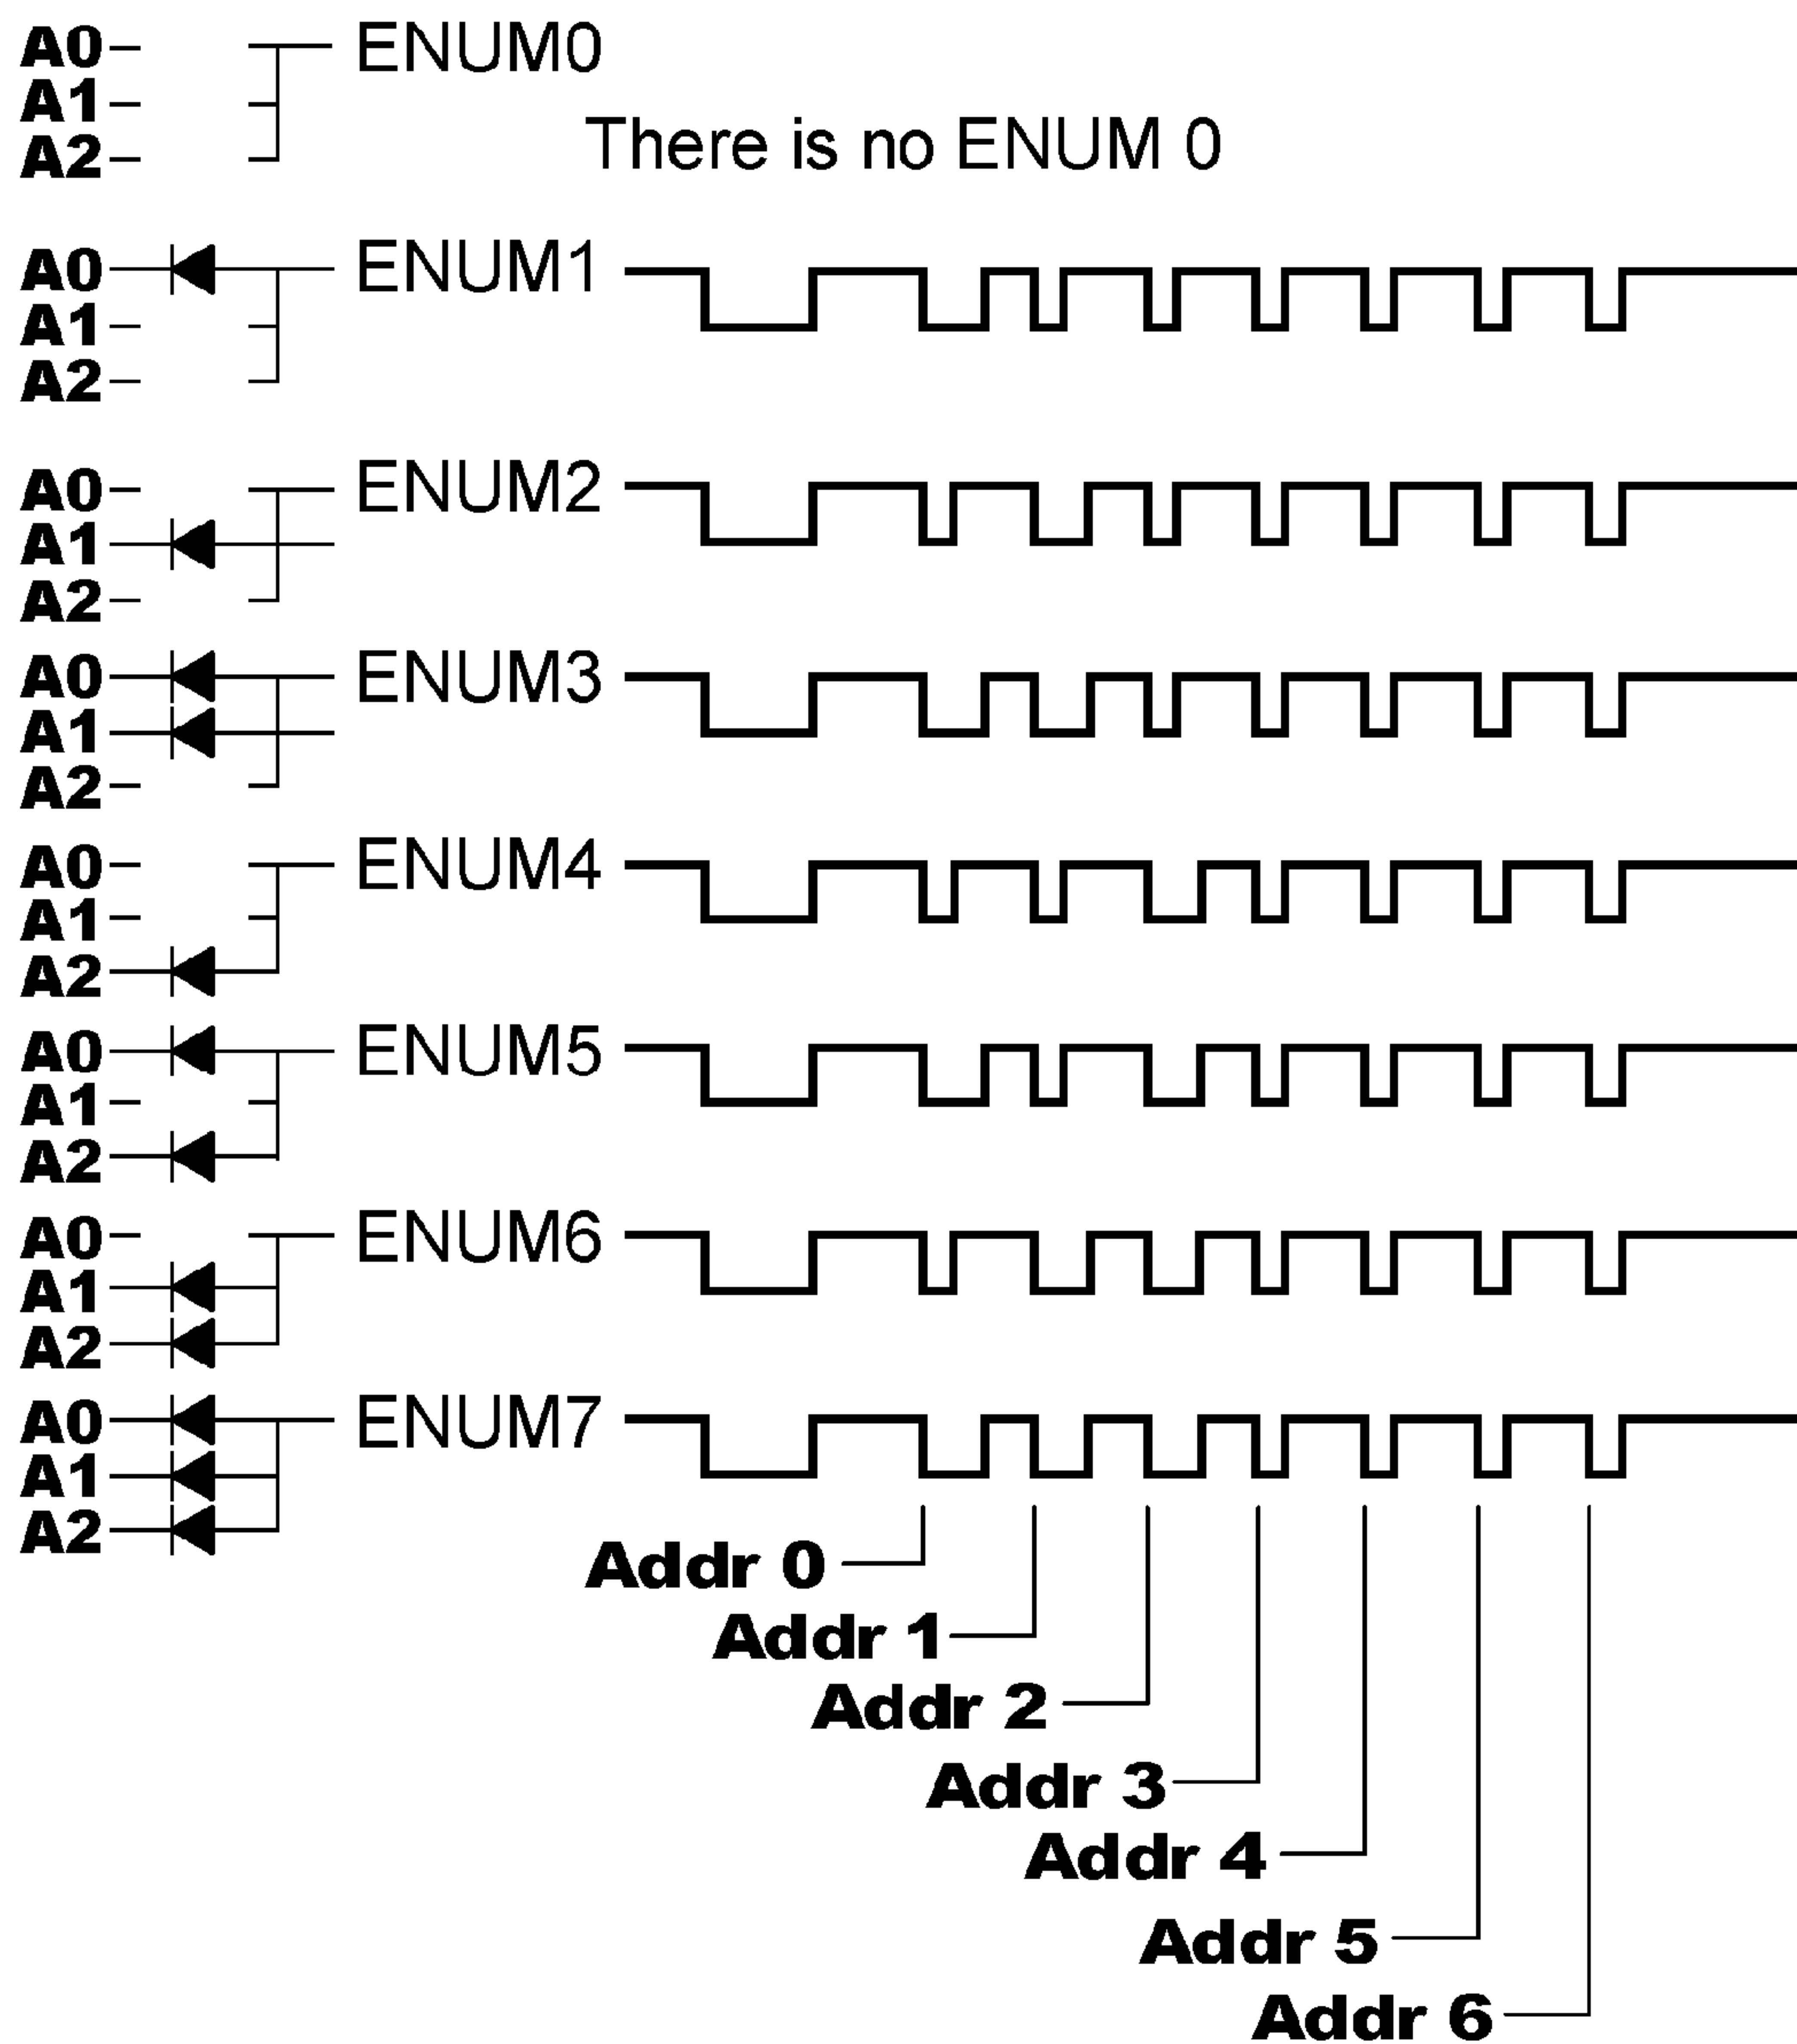 A0 ENUM0
A1
There is no ENUM 0
A2
A0 ENUM1
A1
A2
A0 ENUM2
A1
A2
A0 ENUM3
A1
A2
A0 ENUM4
A1
A2
A0 ENUM5
A1
A2
A0 ENUM6
A1
A2
A0 ENUM7
A1
A2
Addr 0
Addr 1
Addr 2
Addr 3
Addr 4
Addr 5
Addr 6